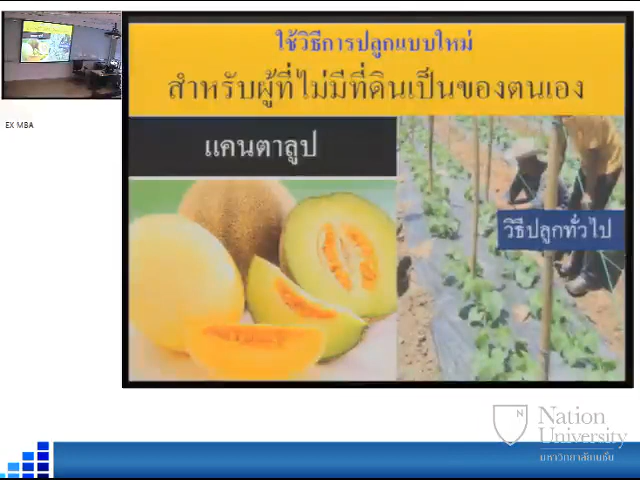 ใช้วิธีการปลูกแบบใหม่
สำหรับผู้ที่ไม่มีที่ดินเป็นของตนเอง
แคนตาลูป
วิธีปลูกทั่วไป
EX MBA
N
Nation
University
มหาวิทยาลัยเนชั่น